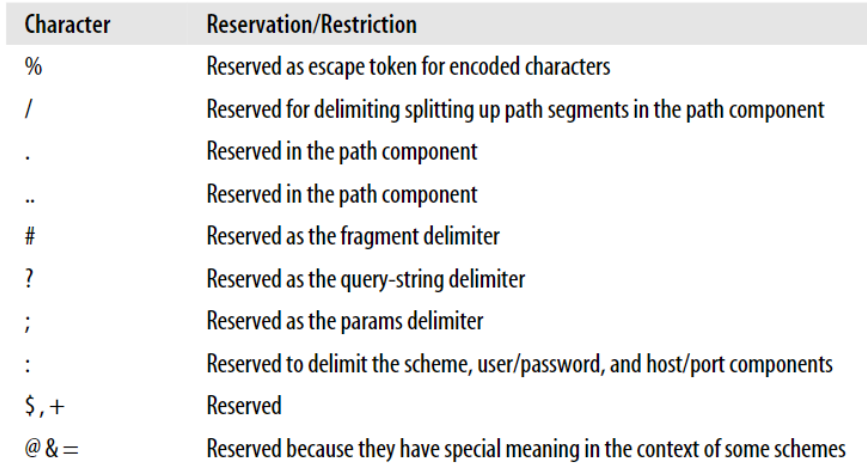 Character Reservation/Restriction
% Reserved as escape token for encoded characters
/ Reserved for delimiting splitting up path segments in the path component
. Reserved in the path component
.. Reserved in the path component
# Reserved as the fragment delimiter
? Reserved as the query-string delimiter
; Reserved as the params delimiter
: Reserved to delimit the scheme, user/password, and host/port components
$ , + Reserved
@ & = Reserved because they have special meaning in the context of some schemes